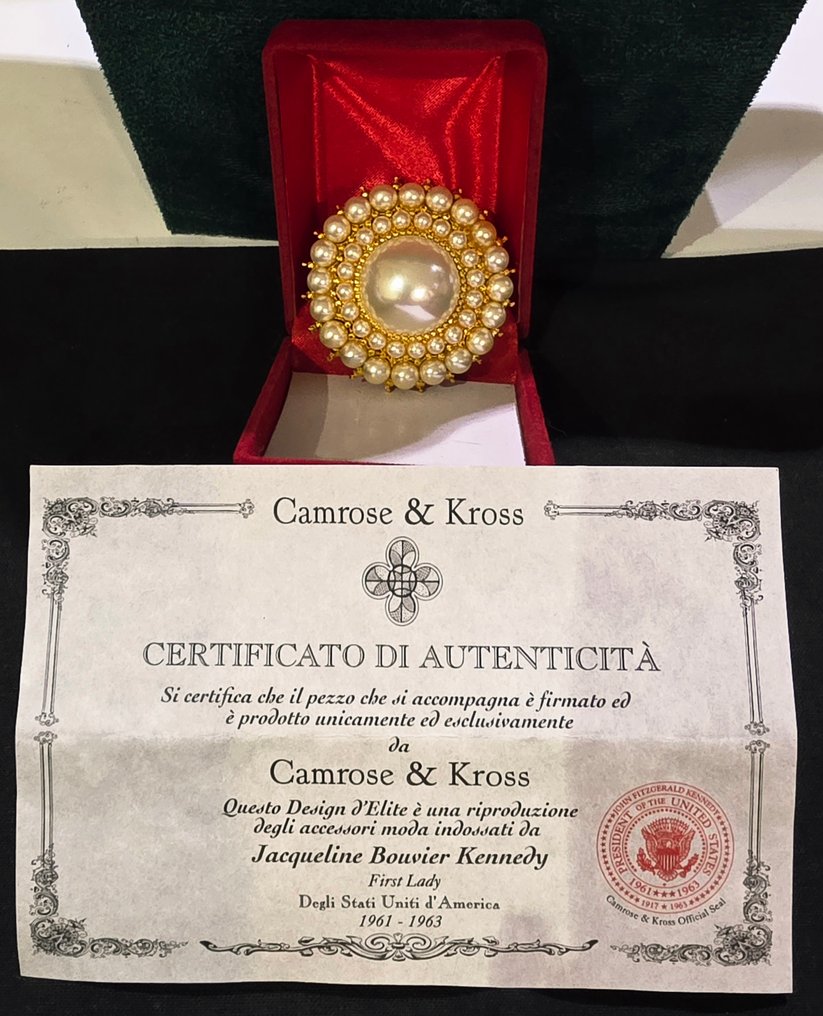 Camrose & Kross
CERTIFICATO DI AUTENTICITÀ
Si certifica che il pezzo che si accompagna è firmato ed
è prodotto unicamente ed esclusivamente
da
Camrose & Kross
Questo Design d'Elite è una riproduzione
degli accessori moda indossati da
Jacqueline Bouvier Kennedy
First Lady
Degli Stati Uniti d'America
1961 - 1963
JOHN FITZGERALD KENNEDY
PRESIDENT OF THE UNITED STATES
1961 ★★★ 1963
1917 ★ 1963
Camrose & Kross Official Seal